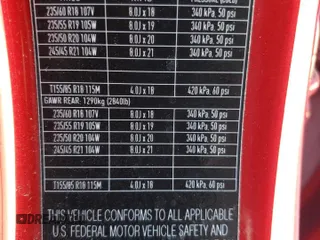 235/60 R18 107V 8.0J x 18 340 kPa, 50 psi
235/55 R19 105W 8.0J x 19 340 kPa, 50 psi
235/50 R20 104W 8.0J x 20 340 kPa, 50 psi
245/45 R21 104W 8.0J x 21 340 kPa, 50 psi
T155/85 R18 115M 4.0J x 18 420 kPa, 60 psi
GAWR REAR: 1290kg (2840lb)
235/60 R18 107V 8.0J x 18 340 kPa, 50 psi
235/55 R19 105W 8.0J x 19 340 kPa, 50 psi
235/50 R20 104W 8.0J x 20 340 kPa, 50 psi
245/45 R21 104W 8.0J x 21 340 kPa, 50 psi
T155/85 R18 115M 4.0J x 18 420 kPa, 60 psi
THIS VEHICLE CONFORMS TO ALL APPLICABLE
U.S. FEDERAL MOTOR VEHICLE SAFETY AND